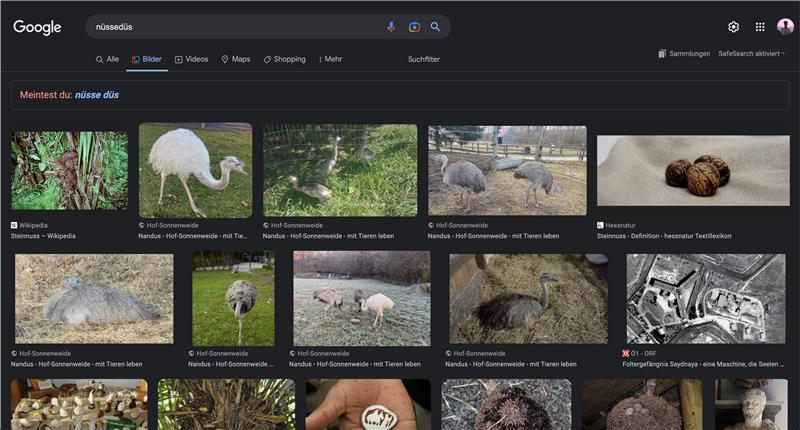 Google
nüssedüs
Alle
Bilder
Videos
Maps
Shopping
Mehr
Suchfilter
Sammlungen
SafeSearch aktiviert
Meintest du: nüsse düs
Wikipedia
Steinnuss – Wikipedia
Hof-Sonnenweide
Nandus - Hof-Sonnenweide - mit Tie...
Hof-Sonnenweide
Nandus - Hof-Sonnenweide - mit Tieren leben
Hof-Sonnenweide
Nandus - Hof-Sonnenweide - mit Tieren leben
Hessnatur
Steinnuss - Definition - hessnatur Textillexikon
Hof-Sonnenweide
Nandus - Hof-Sonnenweide - mit Tieren leben
Hof-Sonnenweide
Nandus - Hof-Sonnenweide ...
Hof-Sonnenweide
Nandus - Hof-Sonnenweide - mit Tieren leben
Hof-Sonnenweide
Nandus - Hof-Sonnenweide - mit Tieren leben
Ö1 - ORF
Foltergefängnis Saydnaya - eine Maschine, die Seelen ...